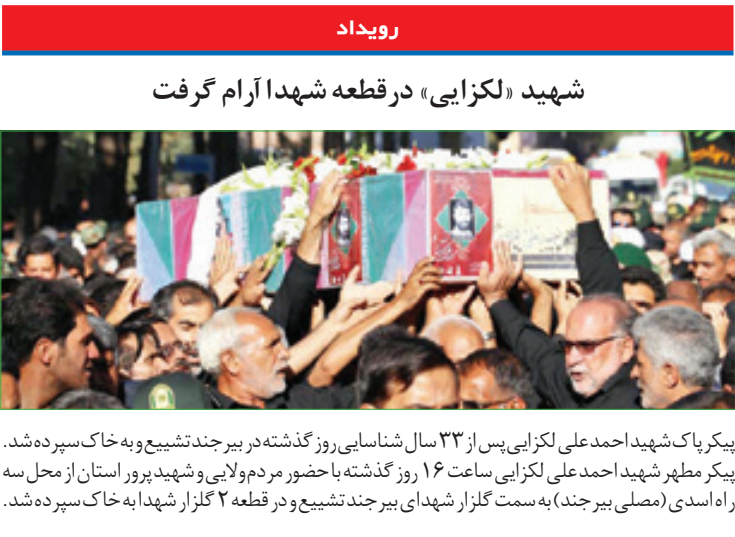 رویداد
شهید «لکزایی» در قطعه شهدا آرام گرفت
پیکر پاک شهید احمدعلی لکزایی پس از ۳۳ سال شناسایی روز گذشته در بیرجند تشییع و به خاک سپرده شد.
پیکر مطهر شهید احمدعلی لکزایی ساعت ۱۶ روز گذشته با حضور مردم ولایی و شهیدپرور استان از محل سه
راه اسدی (مصلی بیرجند) به سمت گلزار شهدای بیرجند تشییع و در قطعه ۲ گلزار شهدا به خاک سپرده شد.